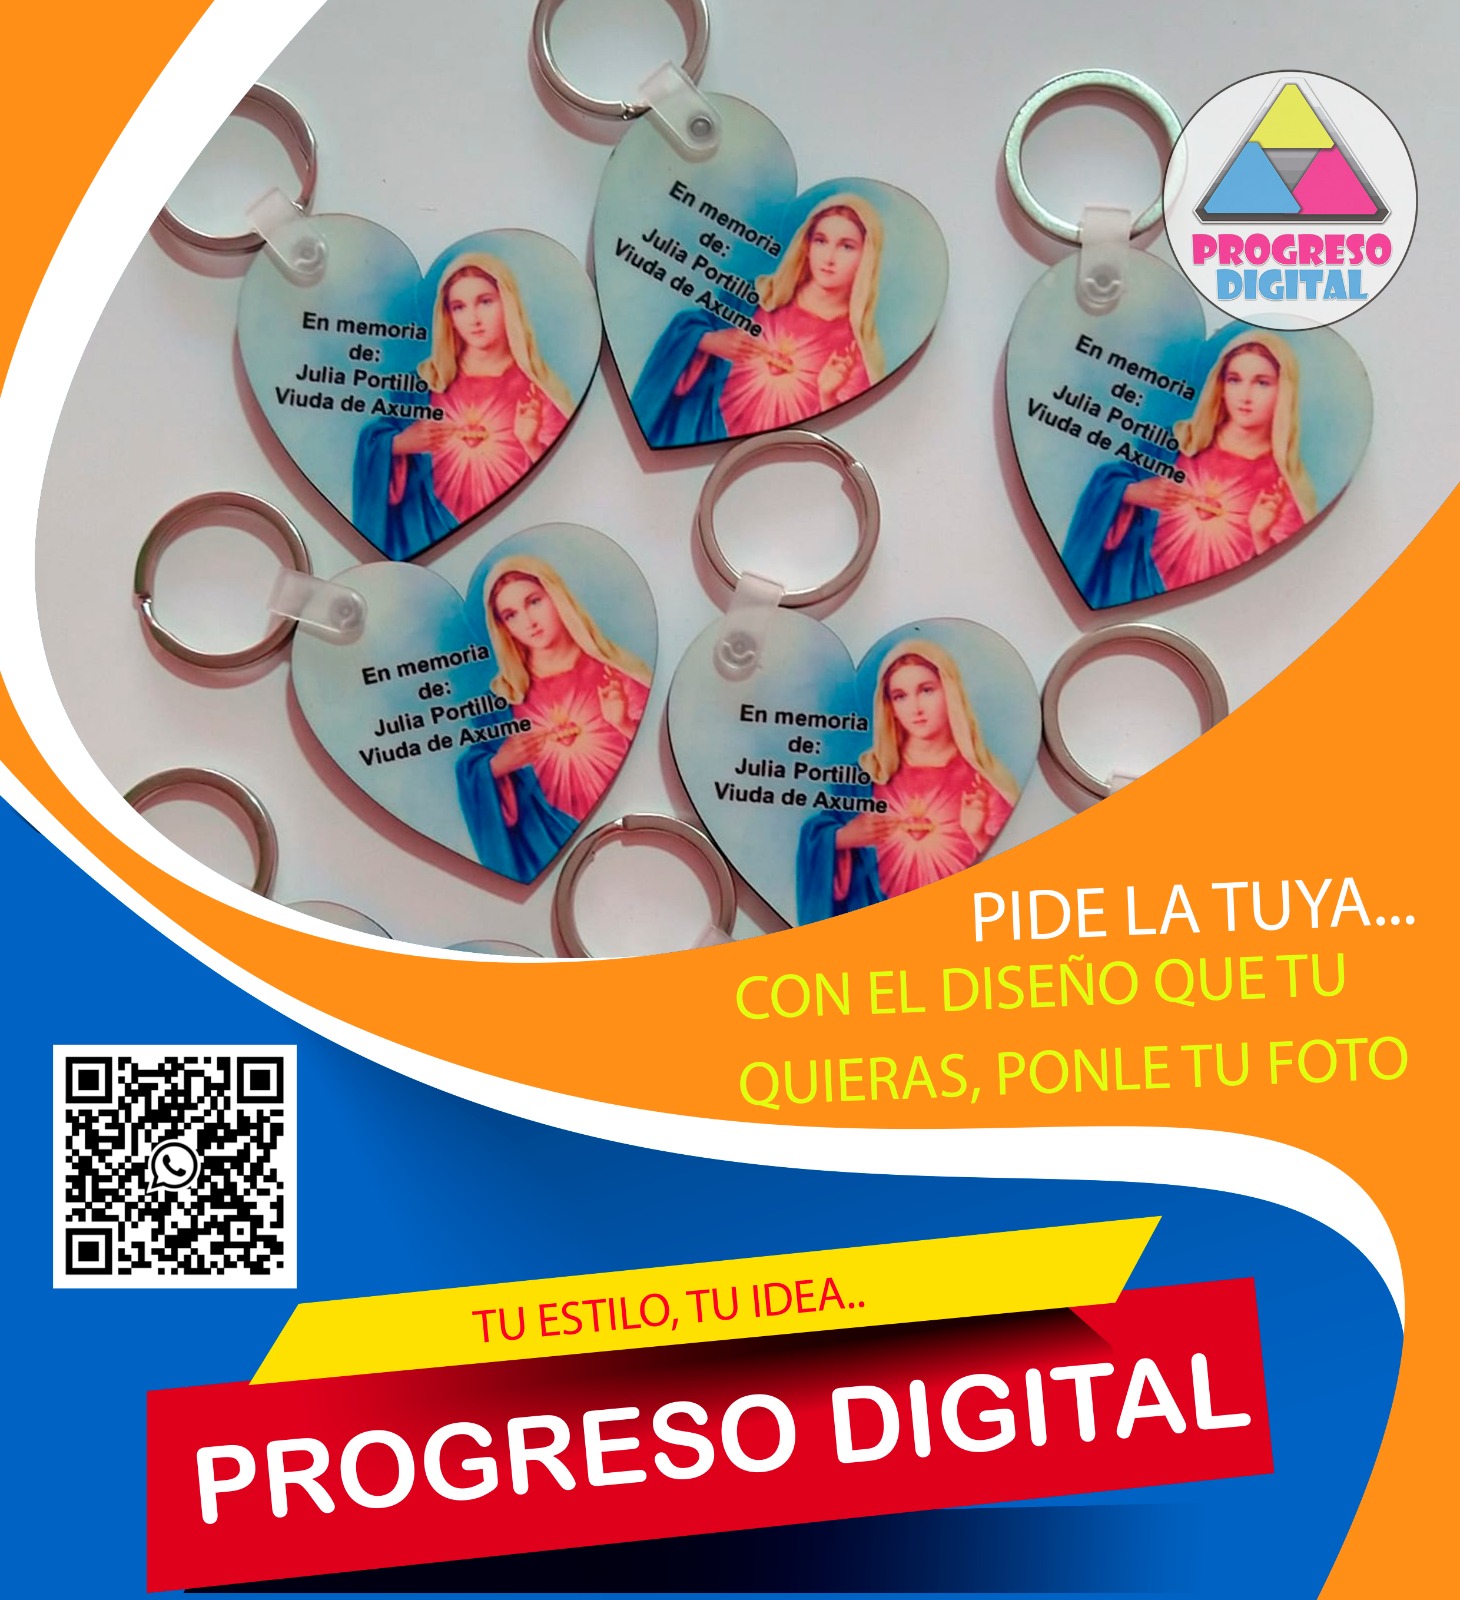 En memoria
de:
Julia Portillo
Viuda de Axume
En memoria
de:
Julia Portillo
Viuda de Axume
En memoria
de:
Julia Portillo
Viuda de Axume
PROGRESO
DIGITAL
En memoria
de:
Julia Portillo
Viuda de Axume
En memoria
de:
Julia Portillo
Viuda de Axume
PIDE LA TUYA...
CON EL DISEÑO QUE TU
QUIERAS, PONLE TU FOTO
TU ESTILO, TU IDEA..
PROGRESO DIGITAL